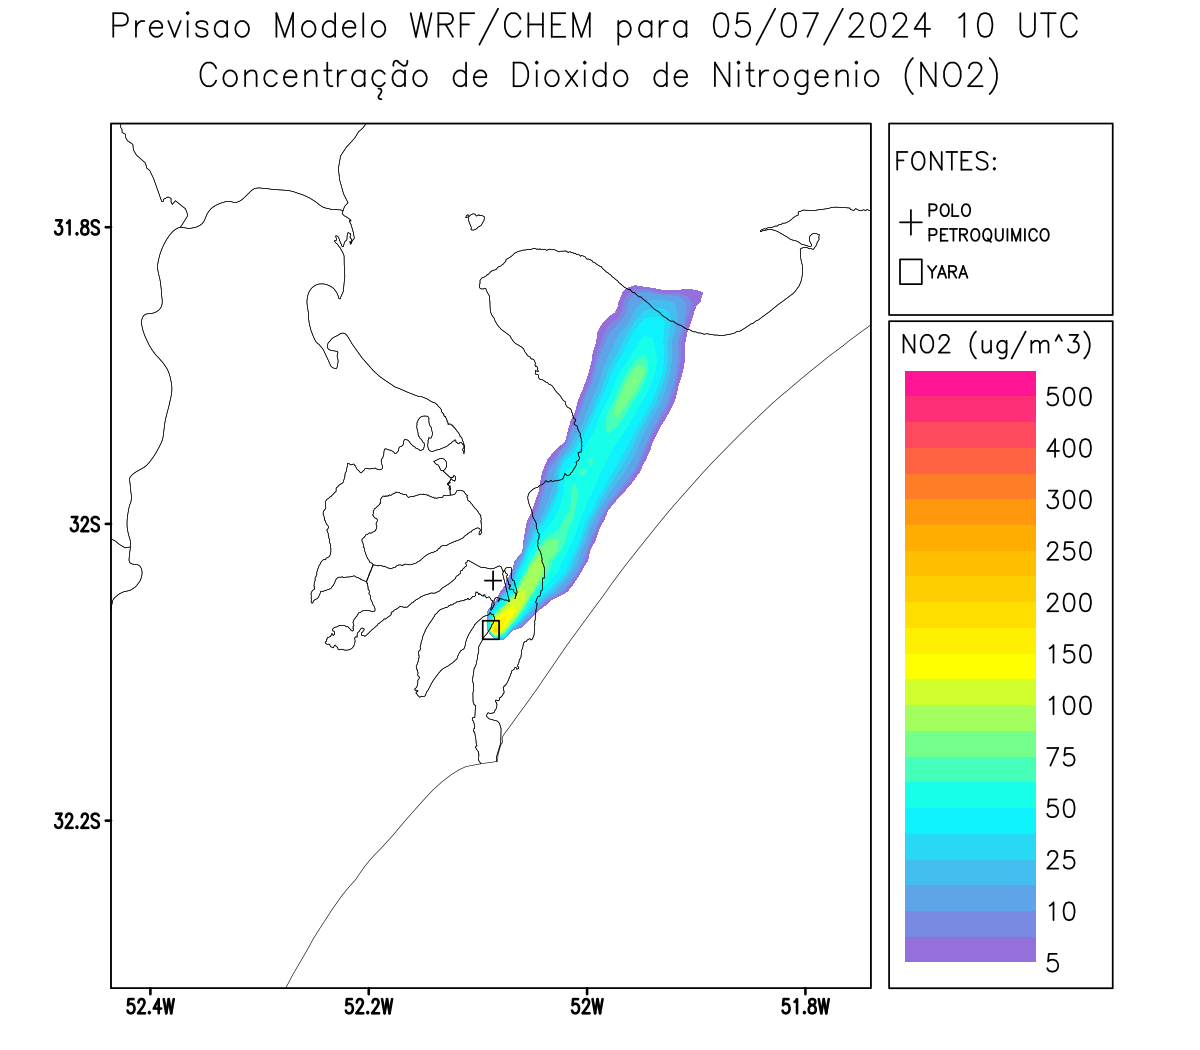 Previsao Modelo WRF/CHEM para 05/07/2024 10 UTC
Concentração de Dioxido de Nitrogenio (NO2)
FONTES:
POLO
PETROQUIMICO
YARA
NO2 (ug/m^3)
500
400
300
250
200
150
100
75
50
25
10
5
31.8S
32S
32.2S
52.4W
52.2W
52W
51.8W